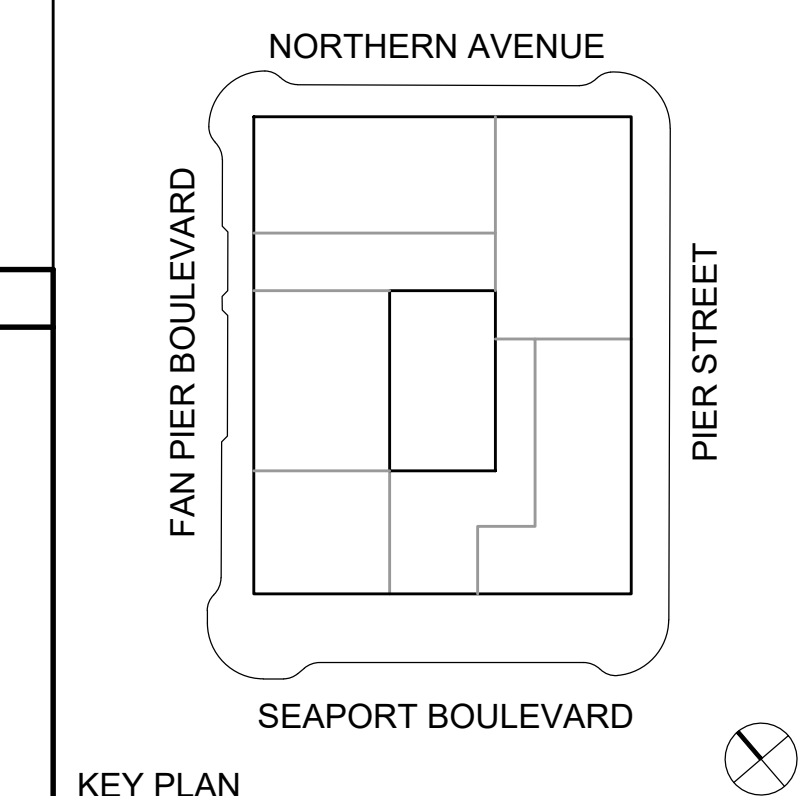 NORTHERN AVENUE
FAN PIER BOULEVARD
PIER STREET
SEAPORT BOULEVARD
KEY PLAN